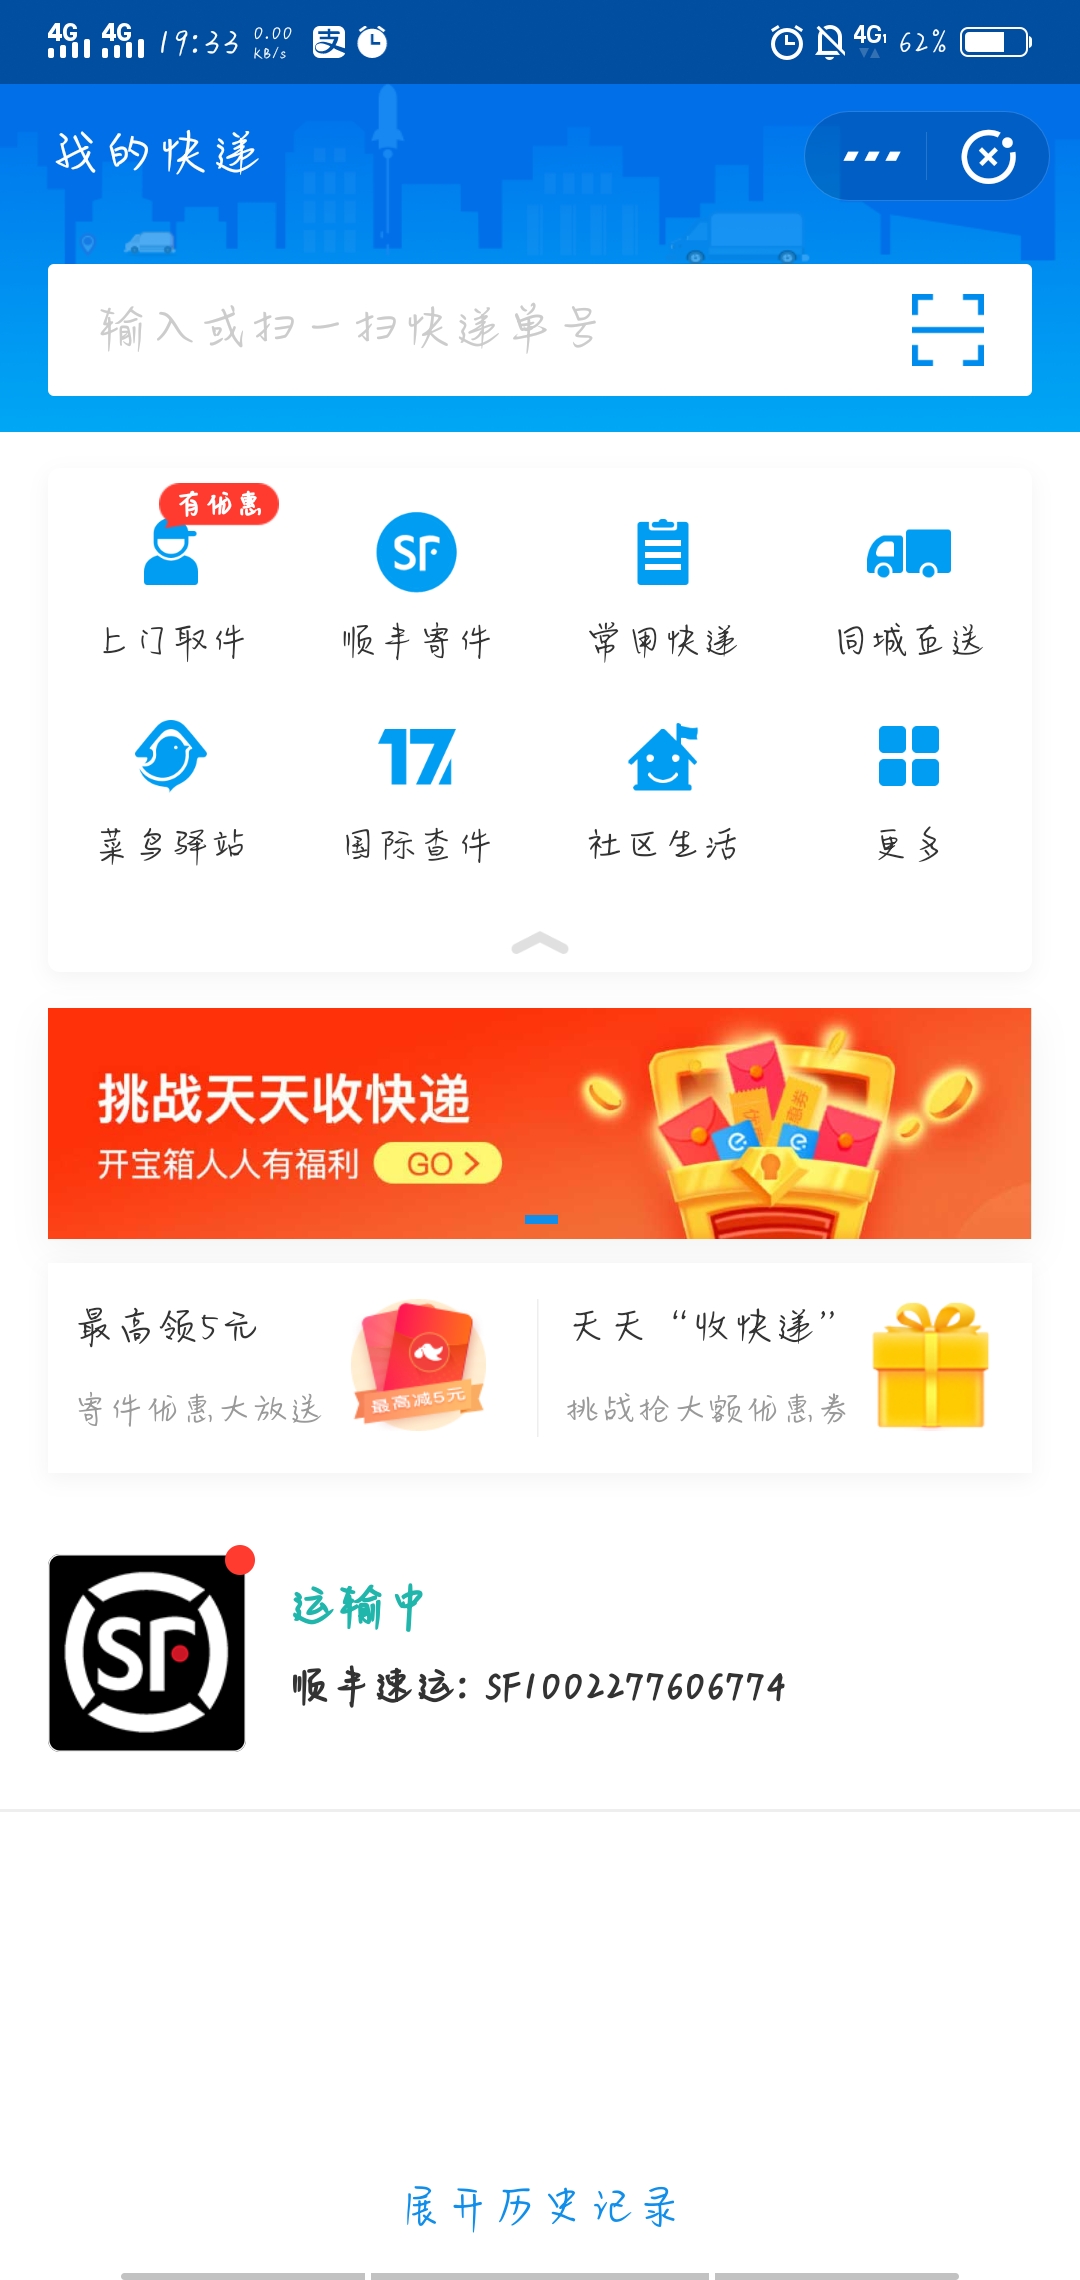 4G 4G 19:33 0.00 KB/s 支 4G1 62%
我的快递
输入或扫一扫快递单号
有优惠
SF
上门取件 顺丰寄件 常用快递 同城直送
17
菜鸟驿站 国际查件 社区生活 更多
挑战天天收快递
开宝箱人人有福利 GO >
最高领5元 天天“收快递”
寄件优惠大放送 最高减5元 挑战抢大额优惠券
SF
运输中
顺丰速运: SF1002277606774
展开历史记录